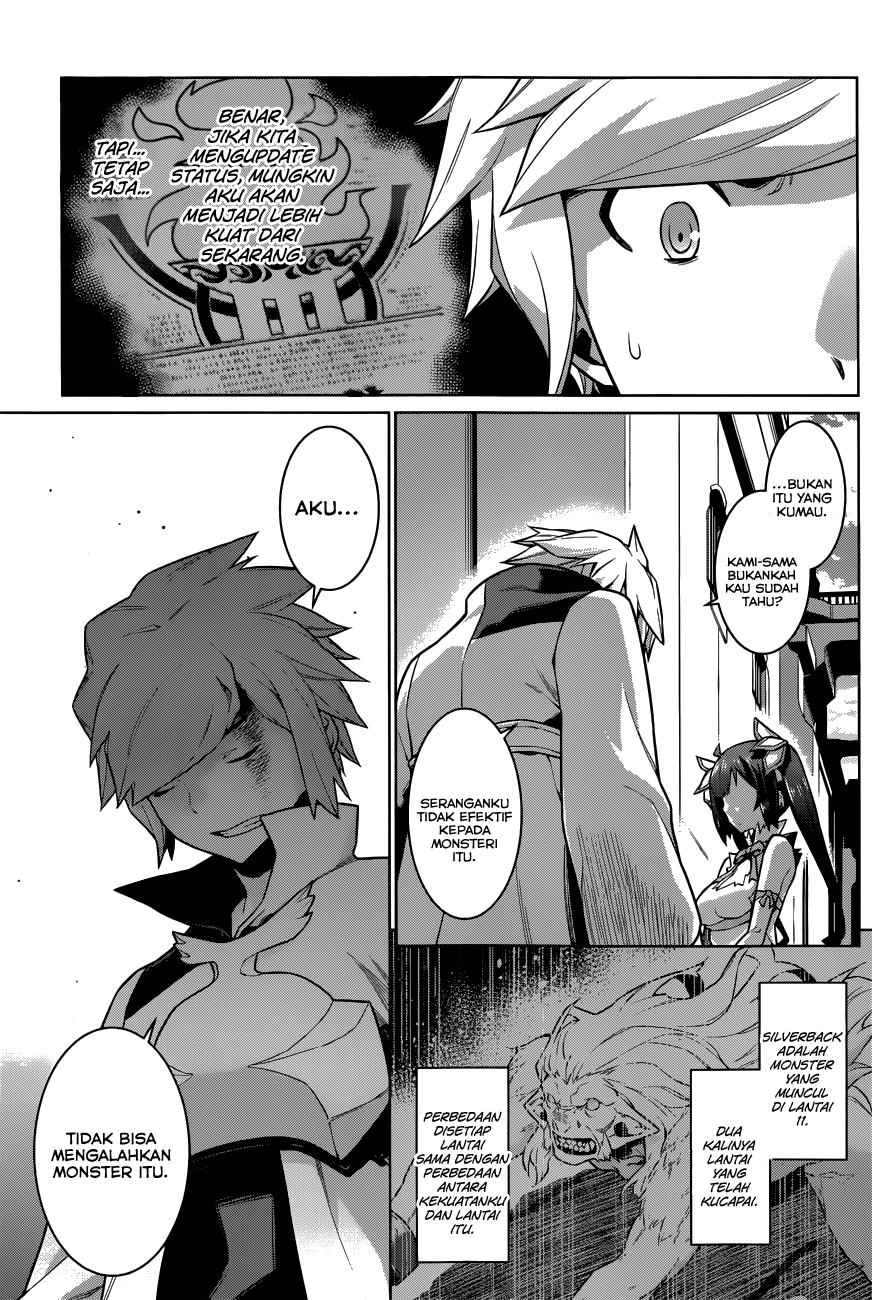 BENAR,
JIKA KITA
MENGUPDATE
STATUS, MUNGKIN
AKU AKAN
MENJADI LEBIH
KUAT DARI
SEKARANG.
TAPI...
TETAP
SAJA...
...BUKAN
ITU YANG
KUMAU.
KAMI-SAMA
BUKANKAH
KAU SUDAH
TAHU?
SERANGANKU
TIDAK EFEKTIF
KEPADA
MONSTERI
ITU.
SILVERBACK
ADALAH
MONSTER
YANG
MUNCUL
DI LANTAI
11.
DUA
KALINYA
LANTAI
YANG
TELAH
KUCAPAI.
PERBEDAAN
DISETIAP
LANTAI
SAMA DENGAN
PERBEDAAN
ANTARA
KEKUATANKU
DAN LANTAI
ITU.
AKU...
TIDAK BISA
MENGALAHKAN
MONSTER ITU.